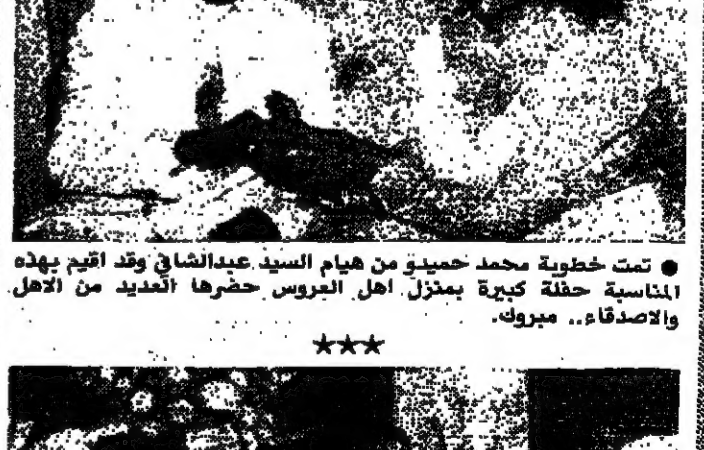 ● تمت خطوبة محمد حميدو من هيام السيد عبدالشافي وقد اقيم بهذه
المناسبة حفلة كبيرة بمنزل اهل العروس حضرها العديد من الاهل
والاصدقاء.. مبروك.
★★★